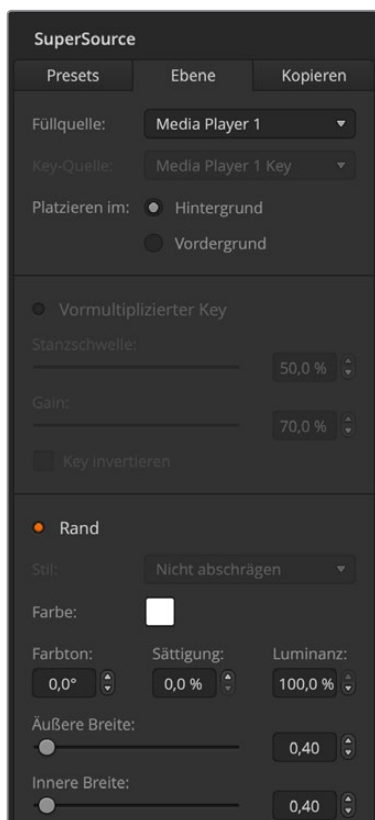 SuperSource
Presets Ebene Kopieren
Füllquelle: Media Player 1
Key-Quelle: Media Player 1 Key
Platzieren im: Hintergrund
Vordergrund
Vormultiplizierter Key
Stanzschwelle:
50,0 %
Gain:
70,0 %
Key invertieren
Rand
Stil: Nicht abschrägen
Farbe:
Farbton: Sättigung: Luminanz:
0,0° 0,0 % 100,0 %
Äußere Breite:
0,40
Innere Breite:
0,40